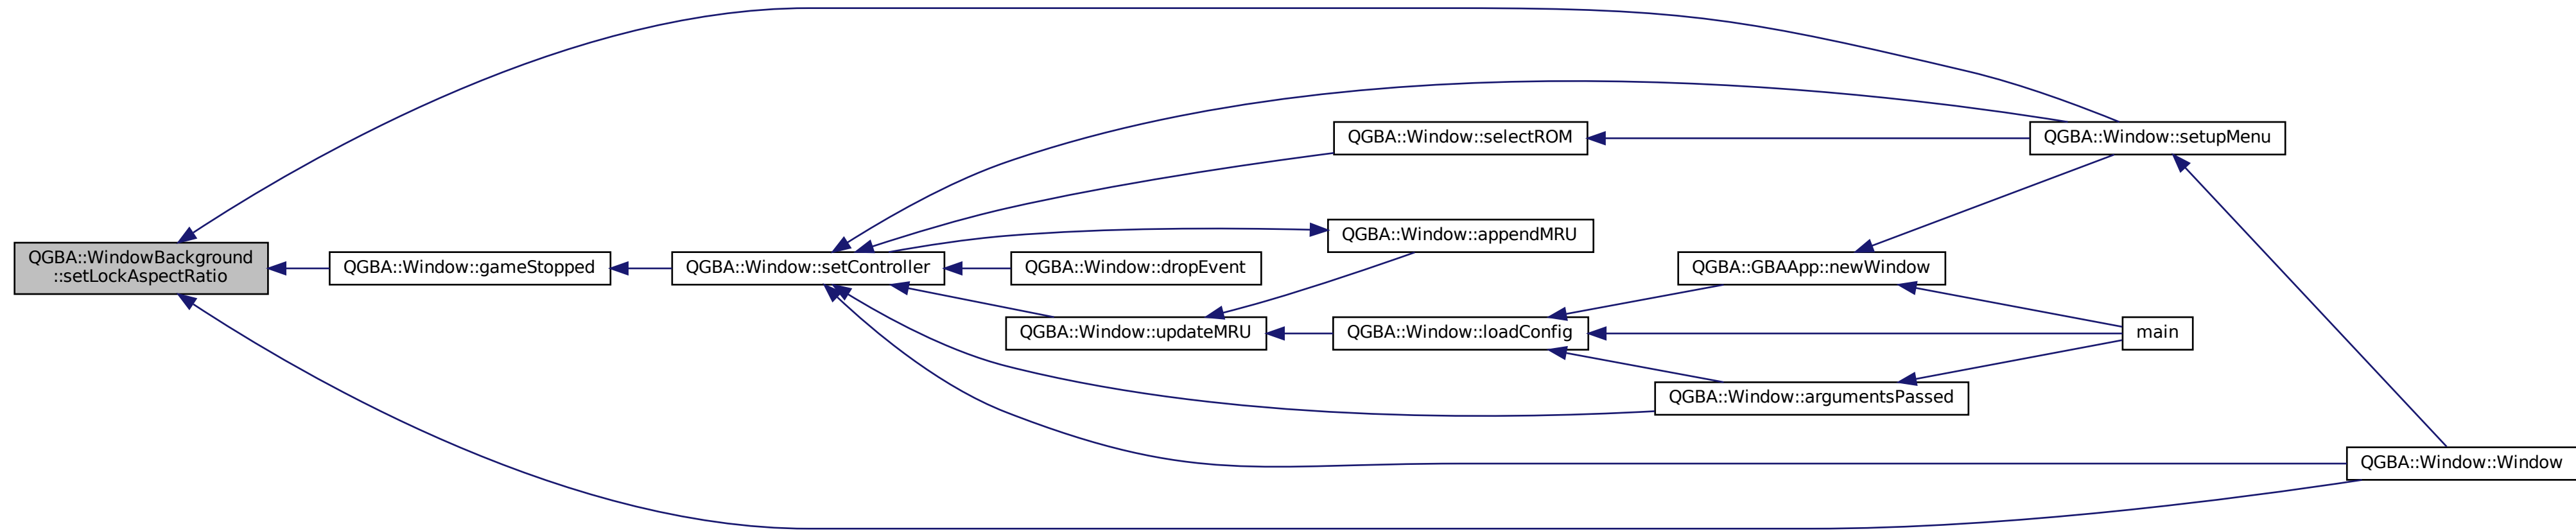 QGBA::WindowBackground
::setLockAspectRatio
QGBA::Window::gameStopped
QGBA::Window::setController
QGBA::Window::selectROM
QGBA::Window::appendMRU
QGBA::Window::dropEvent
QGBA::Window::updateMRU
QGBA::Window::loadConfig
QGBA::GBAApp::newWindow
QGBA::Window::argumentsPassed
QGBA::Window::setupMenu
main
QGBA::Window::Window